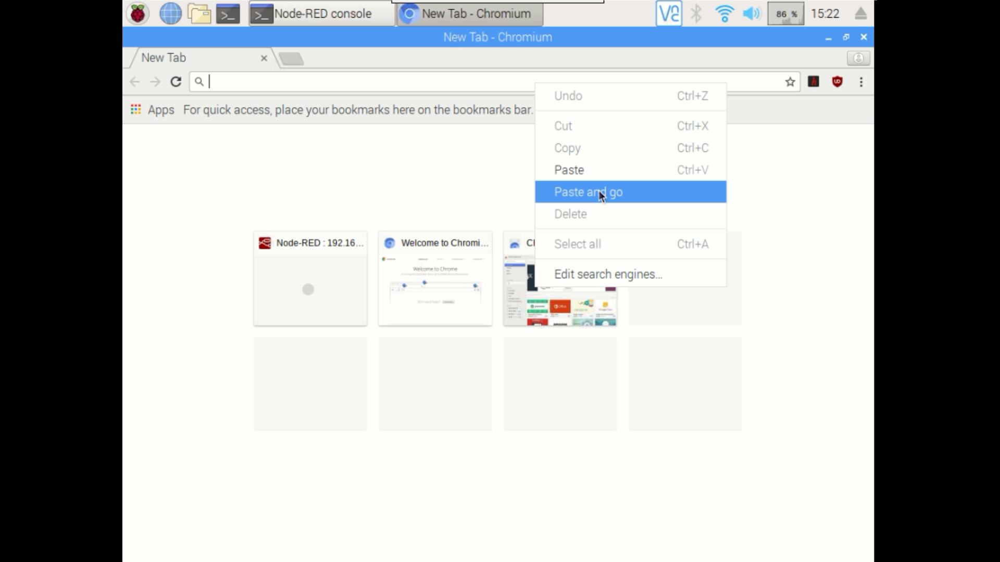 Node-RED console
New Tab - Chromium
86 %
15:22
New Tab - Chromium
New Tab
Apps
For quick access, place your bookmarks here on the bookmarks bar.
Undo Ctrl+Z
Cut Ctrl+X
Copy Ctrl+C
Paste Ctrl+V
Paste and go
Delete
Select all Ctrl+A
Edit search engines...
Node-RED : 192.16...
Welcome to Chromi...
Welcome to Chrome